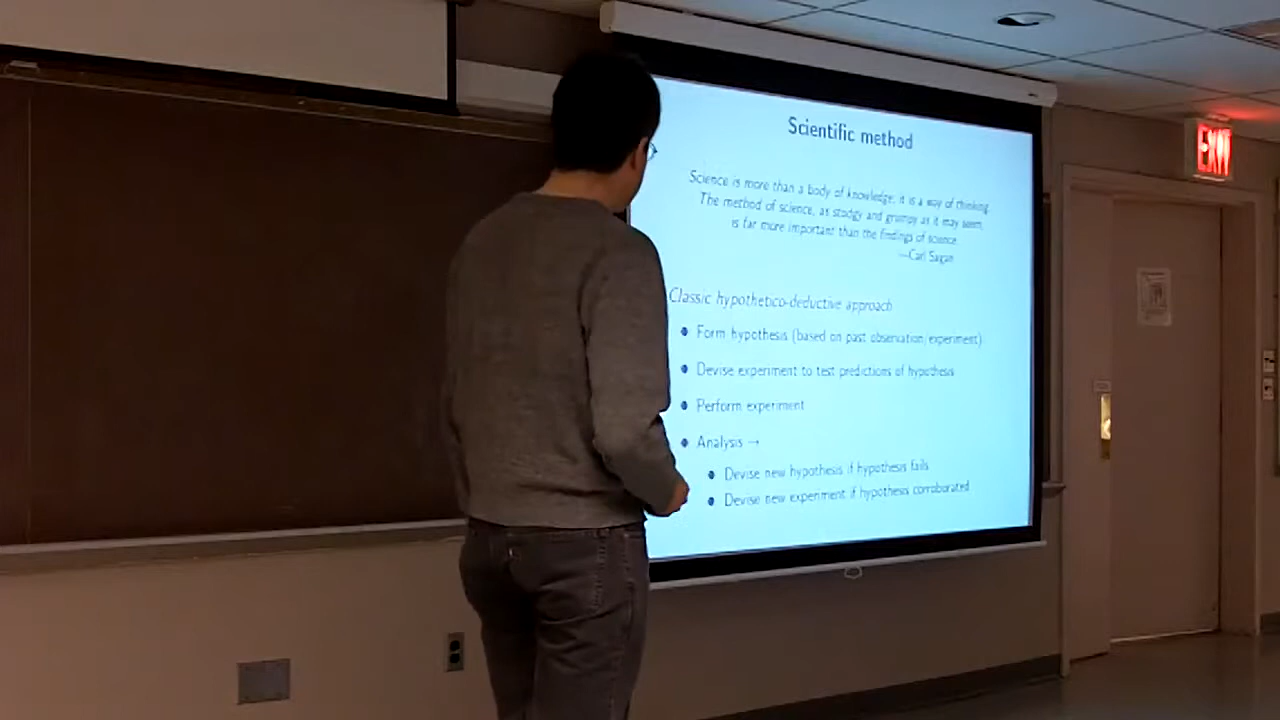 Scientific method
Science is more than a body of knowledge; it is a way of thinking.
The method of science, as stodgy and grumpy as it may seem,
is far more important than the findings of science.
—Carl Sagan
Classic hypothetico-deductive approach
● Form hypothesis (based on past observation/experiment)
● Devise experiment to test predictions of hypothesis
● Perform experiment
● Analysis →
● Devise new hypothesis if hypothesis fails
● Devise new experiment if hypothesis corroborated
EXIT